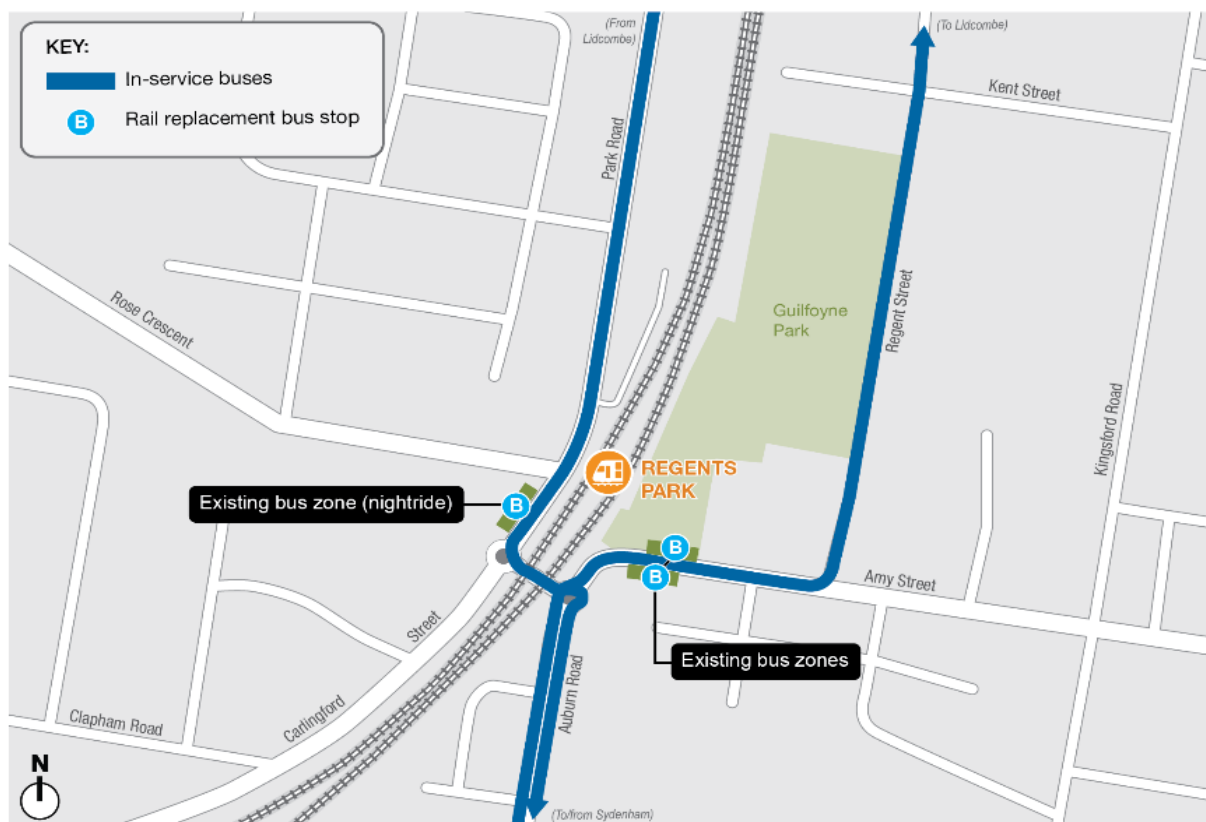 KEY:
In-service buses
B
Rail replacement bus stop
(From
Lidcombe)
(To Lidcombe)
Kent Street
Park Road
Rose Crescent
Guilfoyne
Park
Regent Street
Kingsford Road
REGENTS
PARK
Existing bus zone (nightride)
B
B
B
Amy Street
Existing bus zones
Street
Carlingford
Auburn Road
Clapham Road
N
(To/from Sydenham)